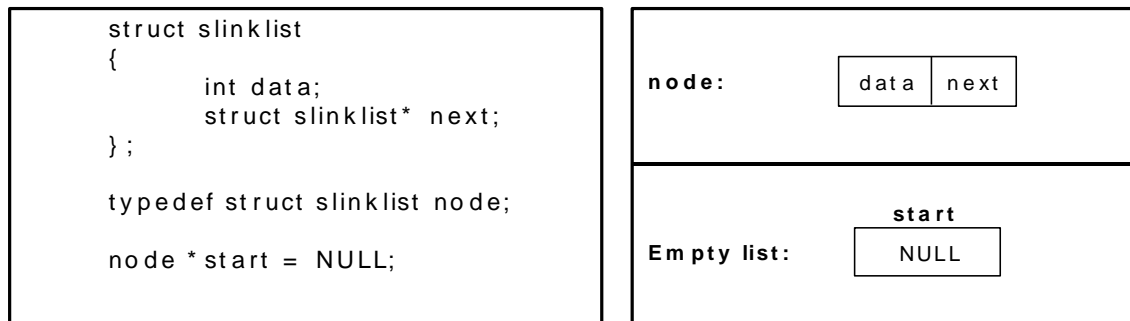 struct slinklist
{
int data;
struct slinklist* next;
};
typedef struct slinklist node;
node *start = NULL;
node: data next
start
Empty list: NULL